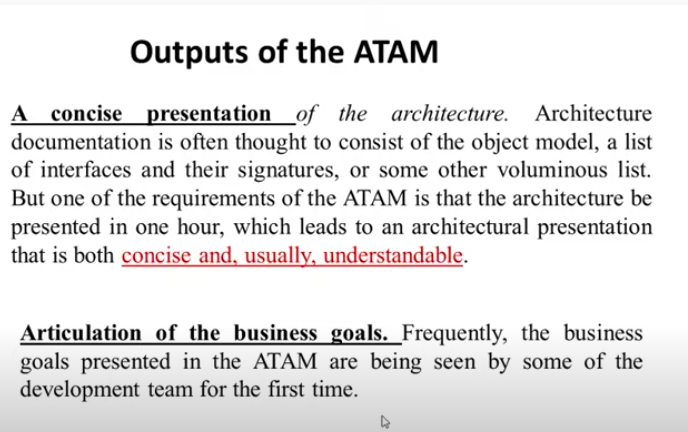 Outputs of the ATAM
A concise presentation of the architecture. Architecture
documentation is often thought to consist of the object model, a list
of interfaces and their signatures, or some other voluminous list.
But one of the requirements of the ATAM is that the architecture be
presented in one hour, which leads to an architectural presentation
that is both concise and, usually, understandable.
Articulation of the business goals. Frequently, the business
goals presented in the ATAM are being seen by some of the
development team for the first time.